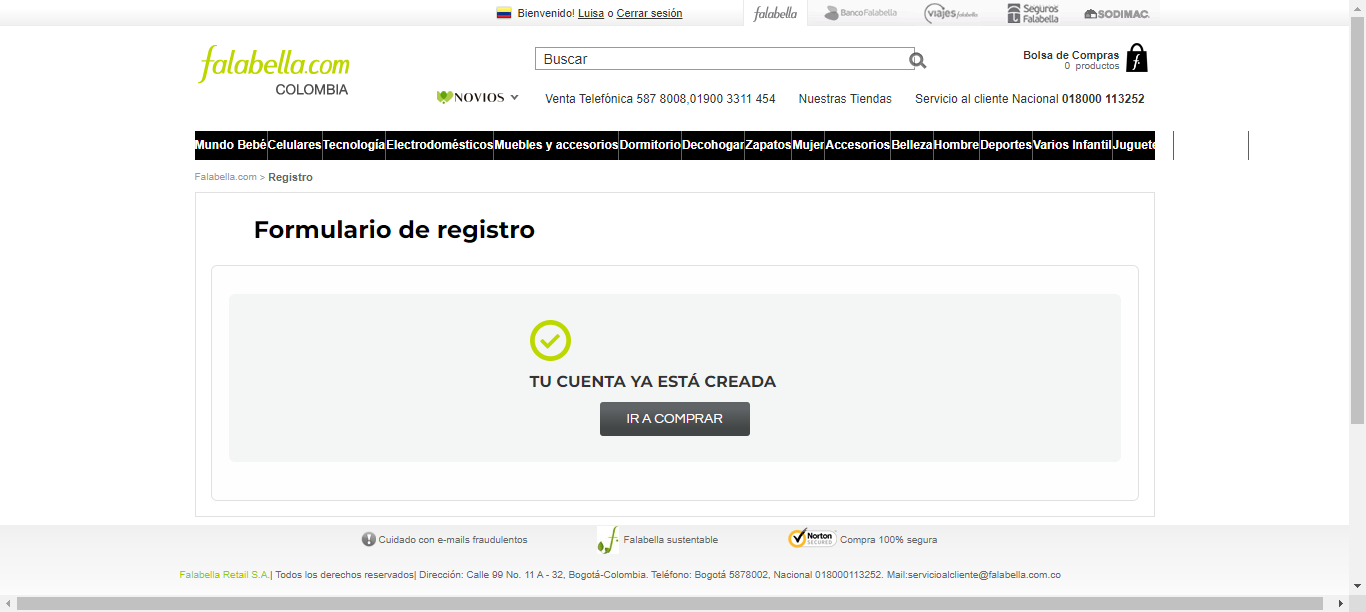 Bienvenido! Luisa o Cerrar sesión
falabella
BancoFalabella
viajes falabella
Seguros Falabella
SODIMAC
falabella.com
COLOMBIA
Buscar
Bolsa de Compras
0 productos
NOVIOS
Venta Telefónica 587 8008,01900 3311 454
Nuestras Tiendas
Servicio al cliente Nacional 018000 113252
Mundo Bebé Celulares Tecnología Electrodomésticos Muebles y accesorios Dormitorio Decohogar Zapatos Mujer Accesorios Belleza Hombre Deportes Varios Infantil Juguete
Falabella.com > Registro
Formulario de registro
TU CUENTA YA ESTÁ CREADA
IR A COMPRAR
Cuidado con e-mails fraudulentos
Falabella sustentable
Norton SECURED
Compra 100% segura
Falabella Retail S.A.| Todos los derechos reservados| Dirección: Calle 99 No. 11 A - 32, Bogotá-Colombia. Teléfono: Bogotá 5878002, Nacional 018000113252. Mail:servicioalcliente@falabella.com.co